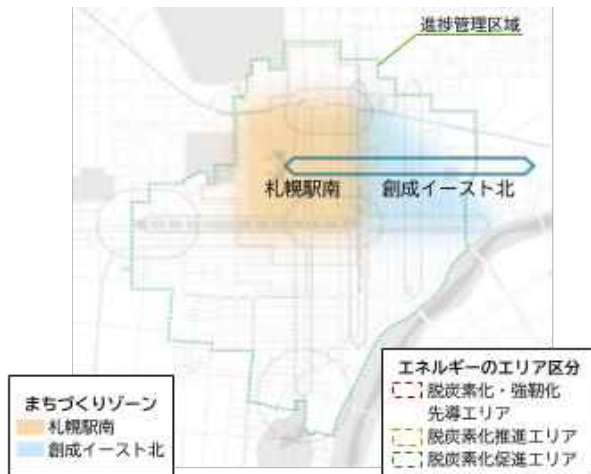 進捗管理区域
札幌駅南
創成イースト北
まちづくりゾーン
札幌駅南
創成イースト北
エネルギーのエリア区分
脱炭素化・強靭化
先導エリア
脱炭素化推進エリア
脱炭素化促進エリア